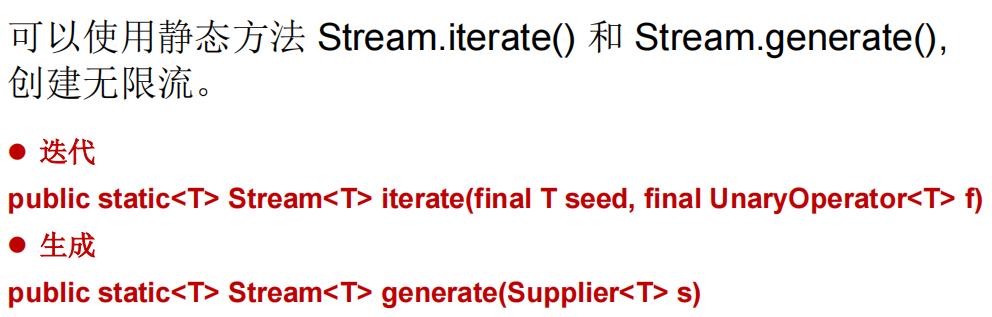 可以使用静态方法 Stream.iterate() 和 Stream.generate(),
创建无限流。
● 迭代
public static<T> Stream<T> iterate(final T seed, final UnaryOperator<T> f)
● 生成
public static<T> Stream<T> generate(Supplier<T> s)